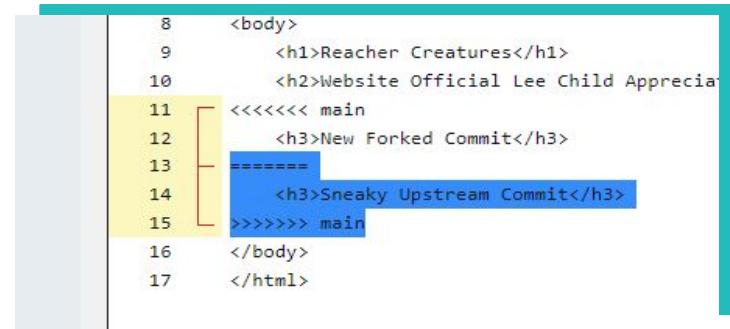 8 <body>
9 <h1>Reacher Creatures</h1>
10 <h2>Website Official Lee Child
11 <<<<<<< main
12 <h3>New Forked Commit</h3>
13 =======
14 <h3>Sneaky Upstream Commit</h3>
15 >>>>>>> main
16 </body>
17 </html>